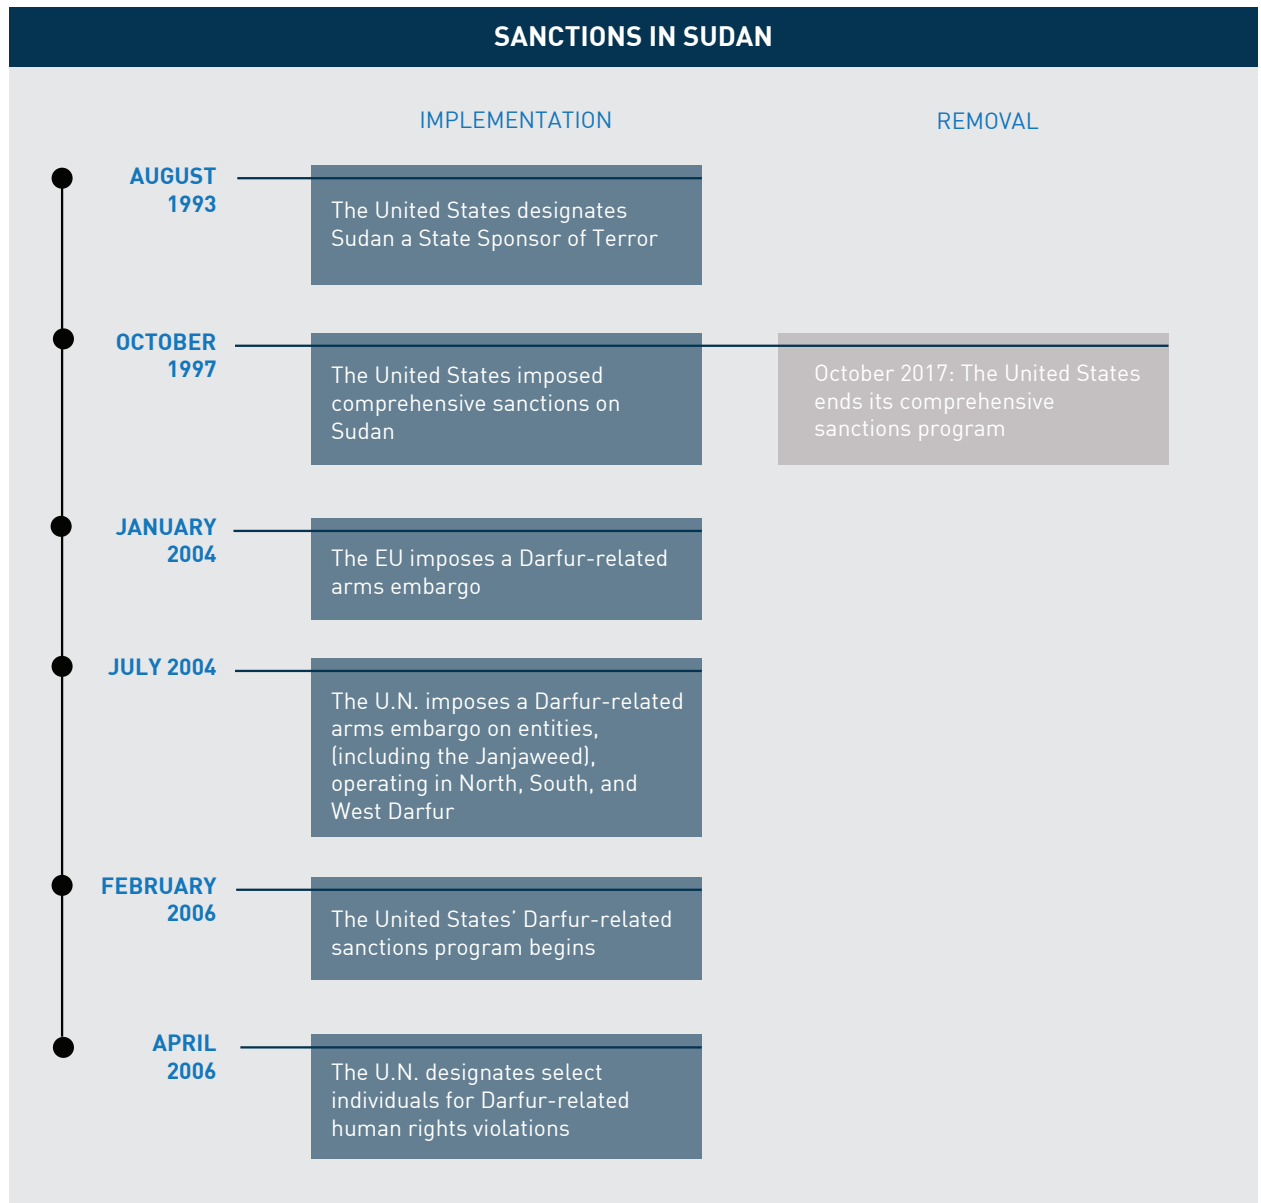 SANCTIONS IN SUDAN
IMPLEMENTATION
REMOVAL
AUGUST
1993
The United States designates
Sudan a State Sponsor of Terror
OCTOBER
1997
The United States imposed
comprehensive sanctions on
Sudan
October 2017: The United States
ends its comprehensive
sanctions program
JANUARY
2004
The EU imposes a Darfur-related
arms embargo
JULY 2004
The U.N. imposes a Darfur-related
arms embargo on entities,
(including the Janjaweed),
operating in North, South, and
West Darfur
FEBRUARY
2006
The United States’ Darfur-related
sanctions program begins
APRIL
2006
The U.N. designates select
individuals for Darfur-related
human rights violations